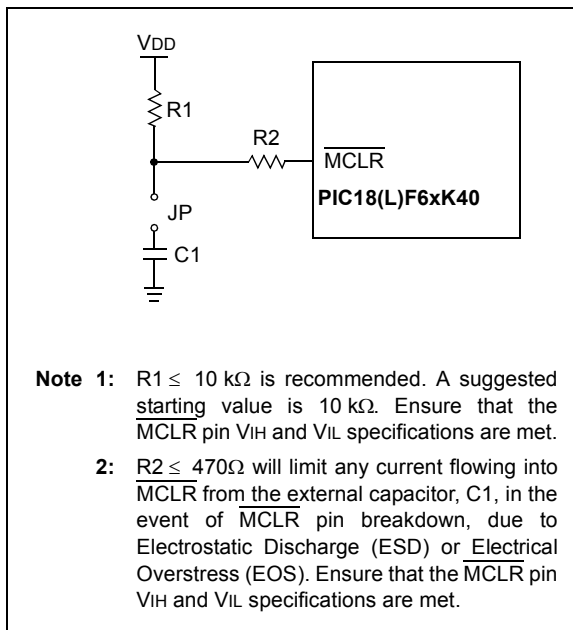 VDD
R1
R2
MCLR
PIC18(L)F6xK40
JP
C1
Note 1: R1 ≤ 10 kΩ is recommended. A suggested
starting value is 10 kΩ. Ensure that the
MCLR pin VIH and VIL specifications are met.
2: R2 ≤ 470Ω will limit any current flowing into
MCLR from the external capacitor, C1, in the
event of MCLR pin breakdown, due to
Electrostatic Discharge (ESD) or Electrical
Overstress (EOS). Ensure that the MCLR pin
VIH and VIL specifications are met.